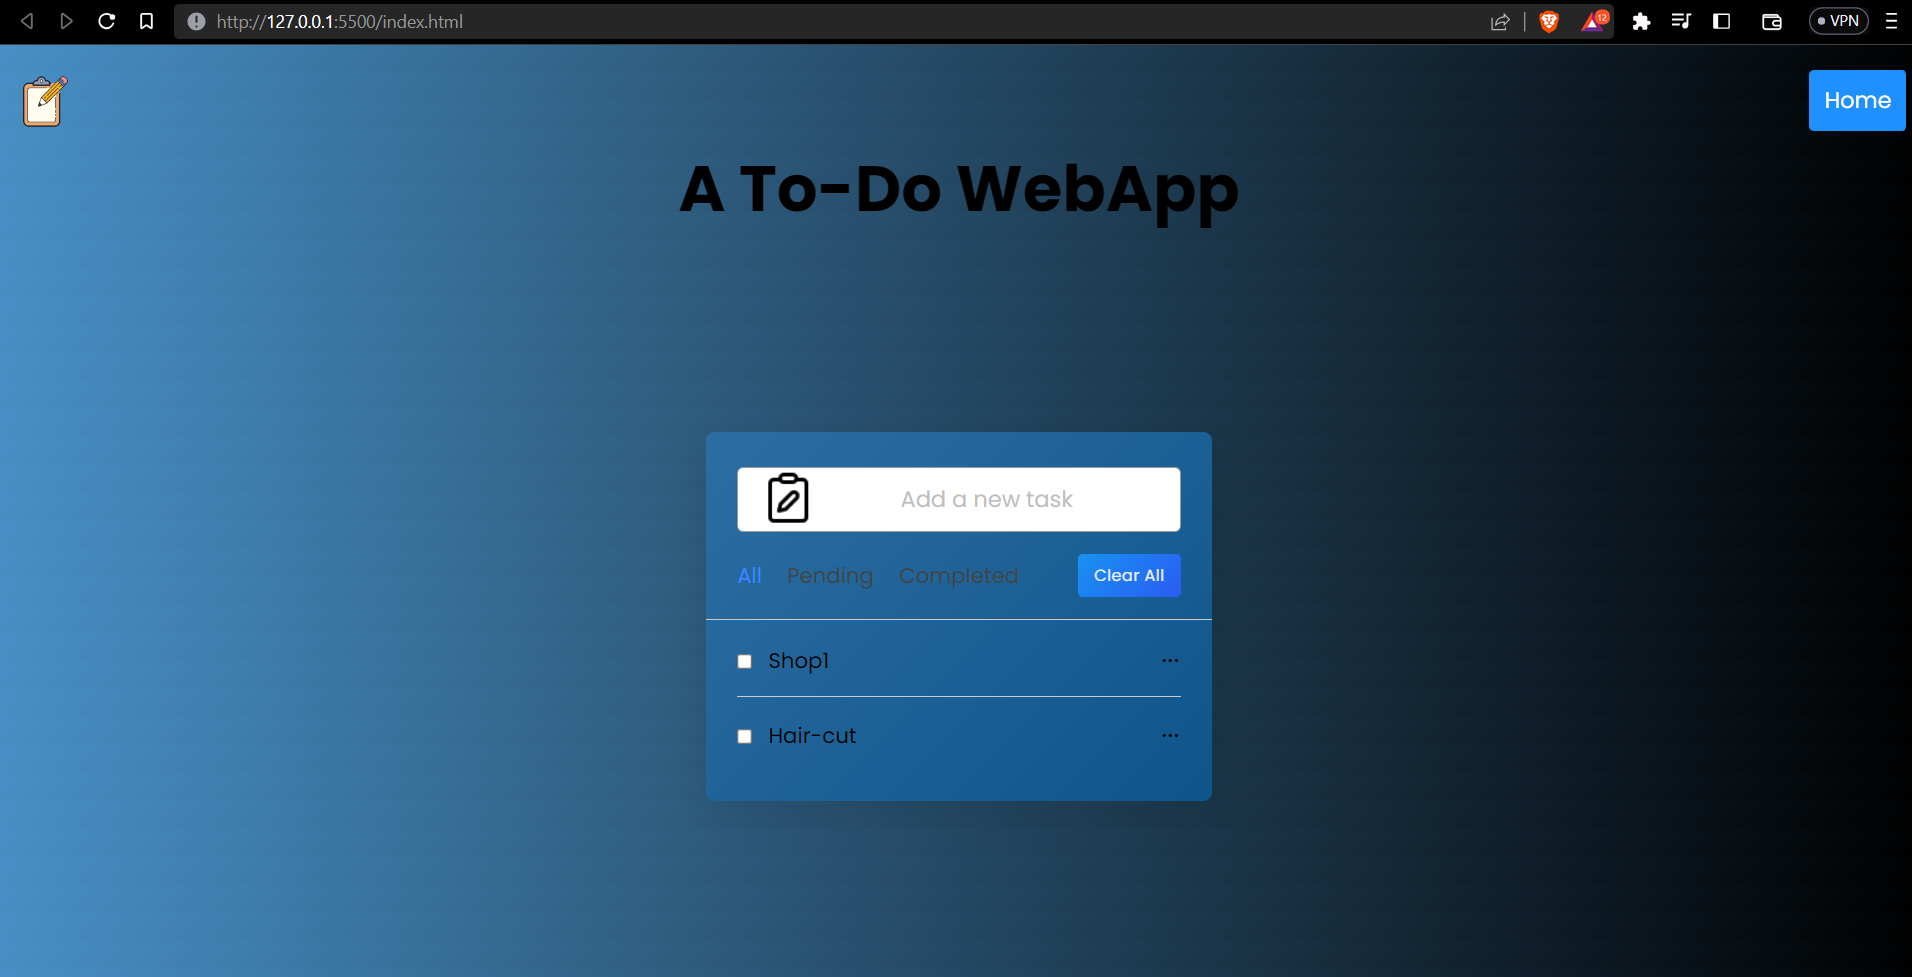 http://127.0.0.1:5500/index.html
12
VPN
Home
A To-Do WebApp
Add a new task
All Pending Completed Clear All
Shop1 ...
Hair-cut ...